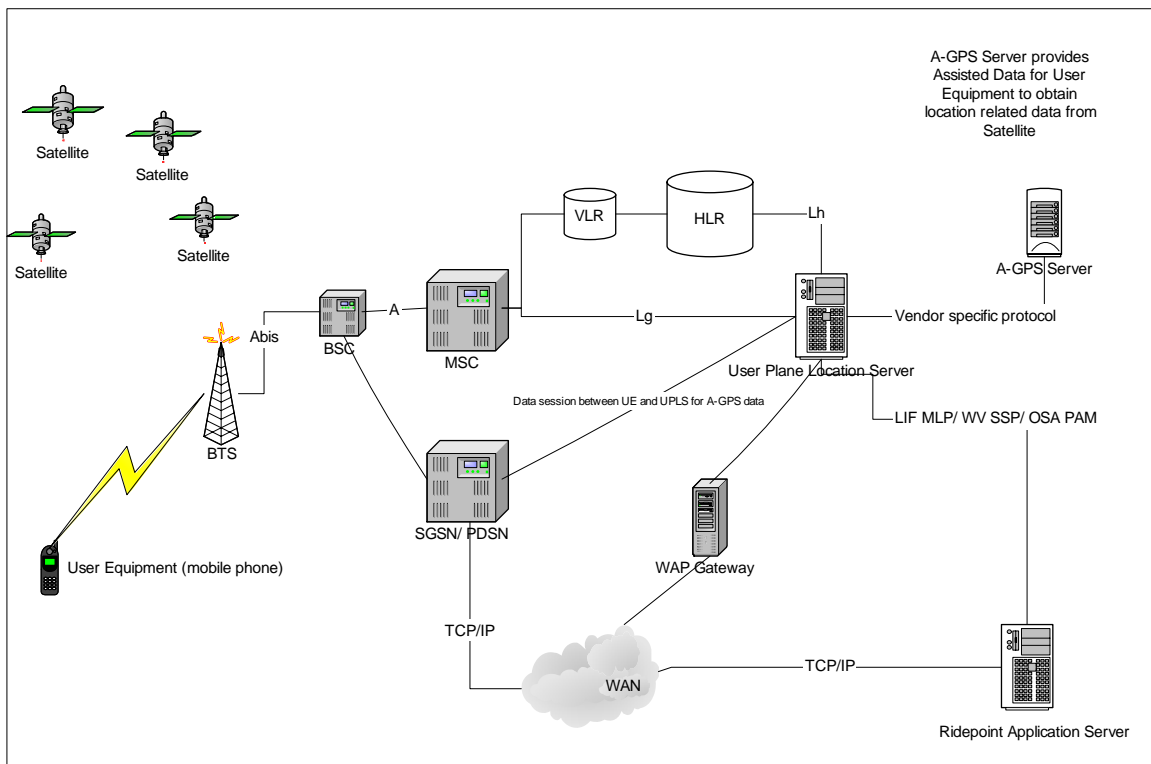 A-GPS Server provides
Assisted Data for User
Equipment to obtain
location related data from
Satellite
Satellite
Satellite
Satellite
Satellite
VLR
HLR
Lh
A-GPS Server
Abis
BSC
A
MSC
Lg
Vendor specific protocol
User Plane Location Server
Data session between UE and UPLS for A-GPS data
LIF MLP/ WV SSP/ OSA PAM
BTS
SGSN/ PDSN
User Equipment (mobile phone)
WAP Gateway
TCP/IP
WAN
TCP/IP
Ridepoint Application Server